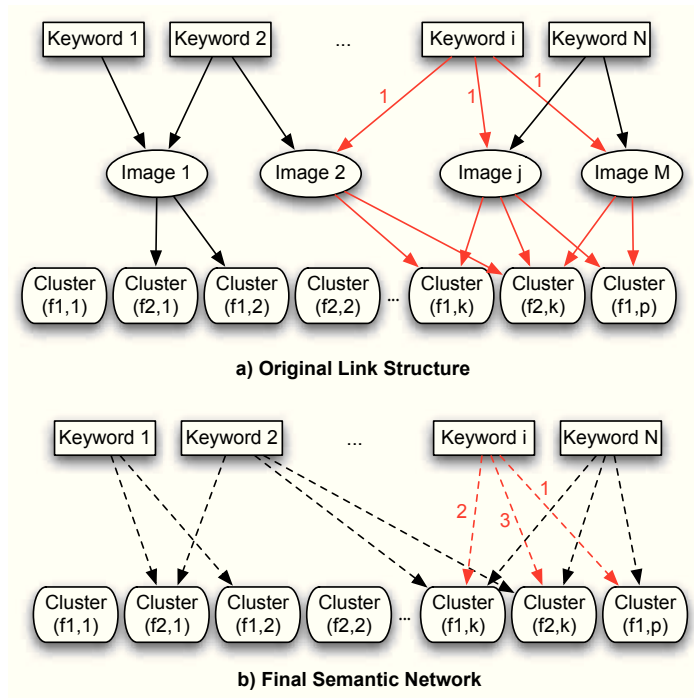 Keyword 1 Keyword 2 ... Keyword i Keyword N
1 1 1
Image 1 Image 2 Image j Image M
Cluster Cluster Cluster Cluster Cluster Cluster Cluster
(f1,1) (f2,1) (f1,2) (f2,2) ... (f1,k) (f2,k) (f1,p)
a) Original Link Structure
Keyword 1 Keyword 2 ... Keyword i Keyword N
2 3 1
Cluster Cluster Cluster Cluster Cluster Cluster Cluster
(f1,1) (f2,1) (f1,2) (f2,2) ... (f1,k) (f2,k) (f1,p)
b) Final Semantic Network